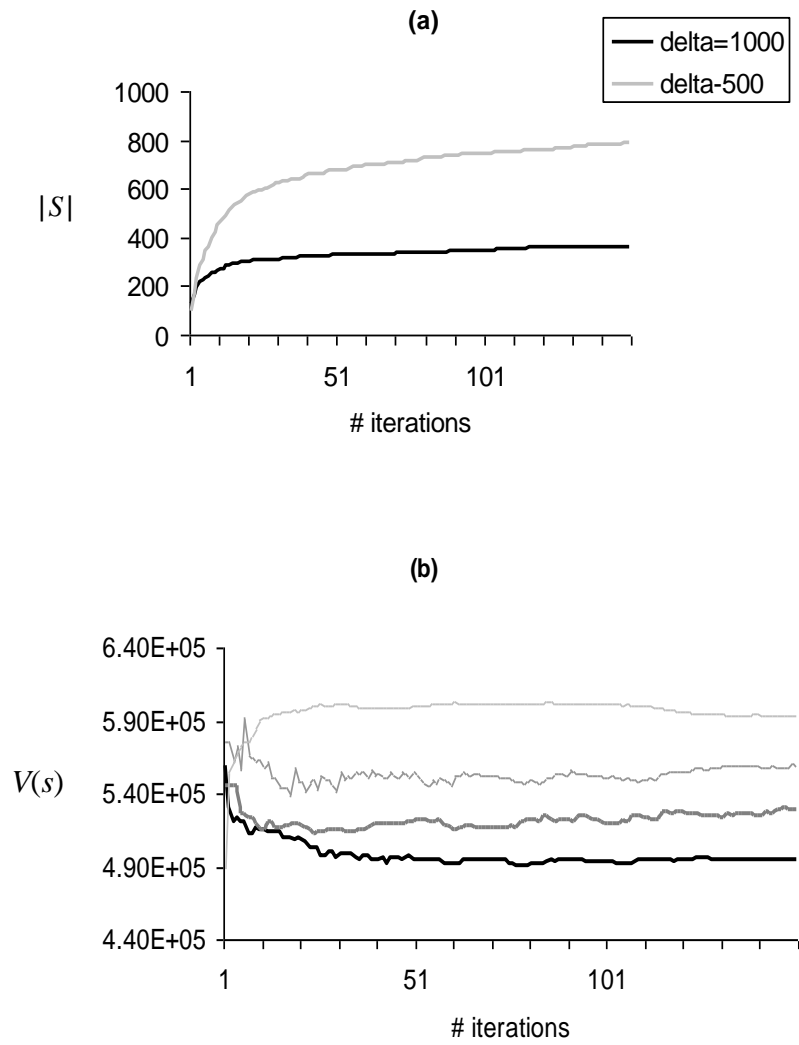 (a)
delta=1000
delta-500
1000
800
600
400
200
0
|S|
1 51 101
# iterations
(b)
6.40E+05
5.90E+05
5.40E+05
4.90E+05
4.40E+05
V(s)
1 51 101
# iterations